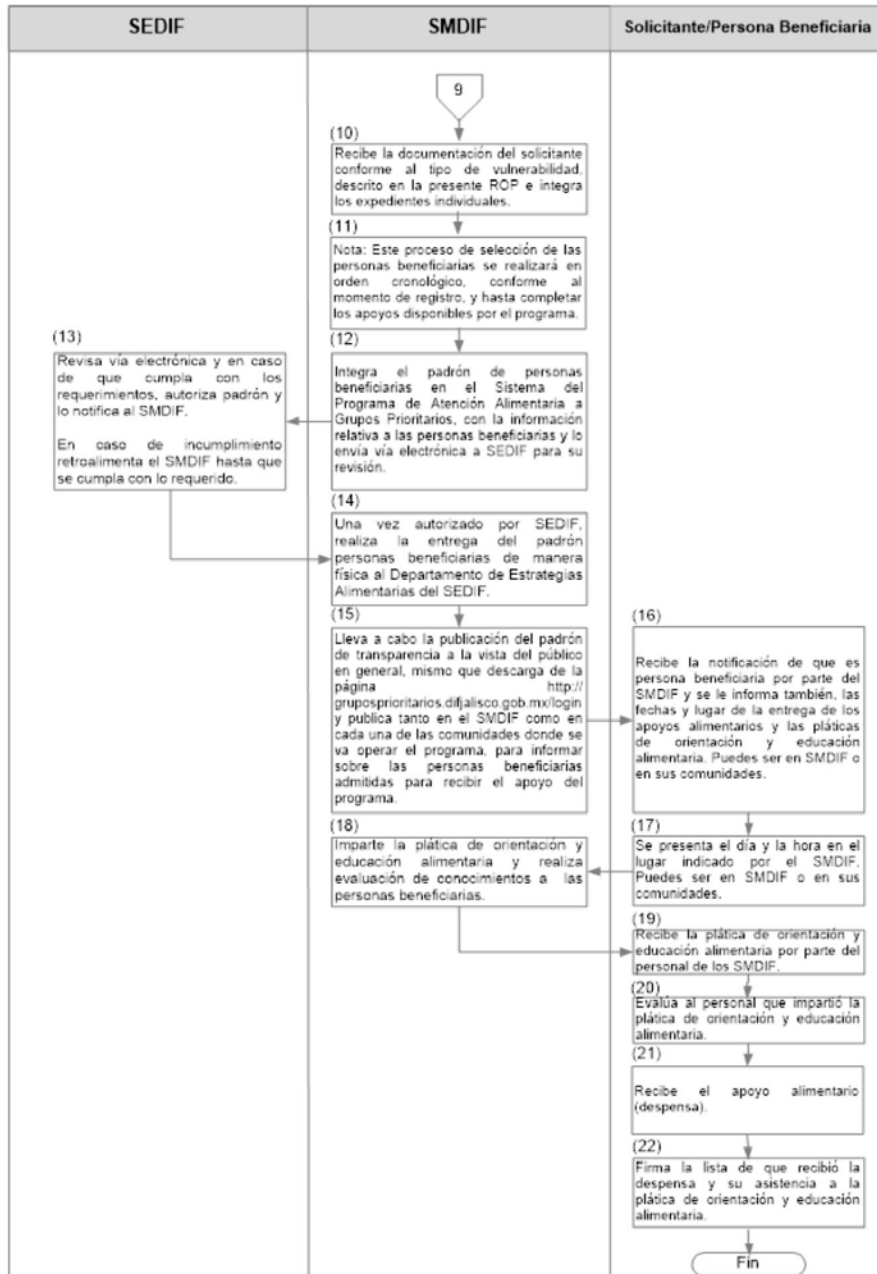 SEDIF
SMDIF
Solicitante/Persona Beneficiaria
9
(10)
Recibe la documentación del solicitante
conforme al tipo de vulnerabilidad,
descrito en la presente ROP e integra
los expedientes individuales.
(11)
Nota: Este proceso de selección de las
personas beneficiarias se realizará en
orden cronológico, conforme al
momento de registro, y hasta completar
los apoyos disponibles por el programa.
(12)
Integra el padrón de personas
beneficiarias en el Sistema del
Programa de Atención Alimentaria a
Grupos Prioritarios, con la información
relativa a las personas beneficiarias y lo
envía vía electrónica a SEDIF para su
revisión.
(13)
Revisa vía electrónica y en caso
de que cumpla con los
requerimientos, autoriza padrón y
lo notifica al SMDIF.
En caso de incumplimiento
retroalimenta el SMDIF hasta que
se cumpla con lo requerido.
(14)
Una vez autorizado por SEDIF,
realiza la entrega del padrón
personas beneficiarias de manera
física al Departamento de Estrategias
Alimentarias del SEDIF.
(15)
Lleva a cabo la publicación del padrón
de transparencia a la vista del público
en general, mismo que descarga de la
página http://
gruposprioritarios.difjalisco.gob.mx/login
y publica tanto en el SMDIF como en
cada una de las comunidades donde se
va operar el programa, para informar
sobre las personas beneficiarias
admitidas para recibir el apoyo del
programa.
(16)
Recibe la notificación de que es
persona beneficiaria por parte del
SMDIF y se le informa también, las
fechas y lugar de la entrega de los
apoyos alimentarios y las pláticas
de orientación y educación
alimentaria. Puedes ser en SMDIF o
en sus comunidades.
(17)
Se presenta el día y la hora en el
lugar indicado por el SMDIF.
Puedes ser en SMDIF o en sus
comunidades.
(18)
Imparte la plática de orientación y
educación alimentaria y realiza
evaluación de conocimientos a las
personas beneficiarias.
(19)
Recibe la plática de orientación y
educación alimentaria por parte del
personal de los SMDIF.
(20)
Evalúa al personal que impartió la
plática de orientación y educación
alimentaria.
(21)
Recibe el apoyo alimentario
(despensa).
(22)
Firma la lista de que recibió la
despensa y su asistencia a la
plática de orientación y educación
alimentaria.
Fin